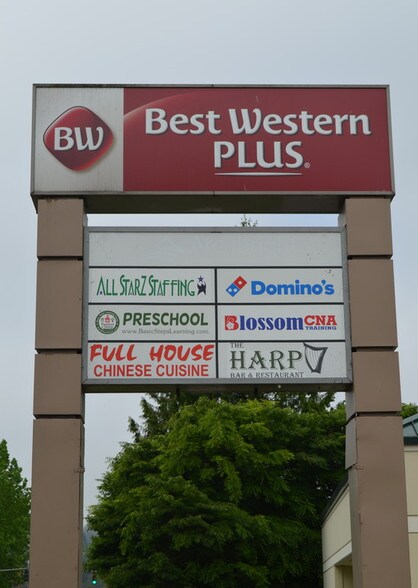 BW
Best Western
PLUS®
ALL STARZ STAFFING
Domino's
PRESCHOOL
www.BasicStepsLearning.com
Blossom CNA
TRAINING
FULL HOUSE
CHINESE CUISINE
THE
HARP
BAR & RESTAURANT